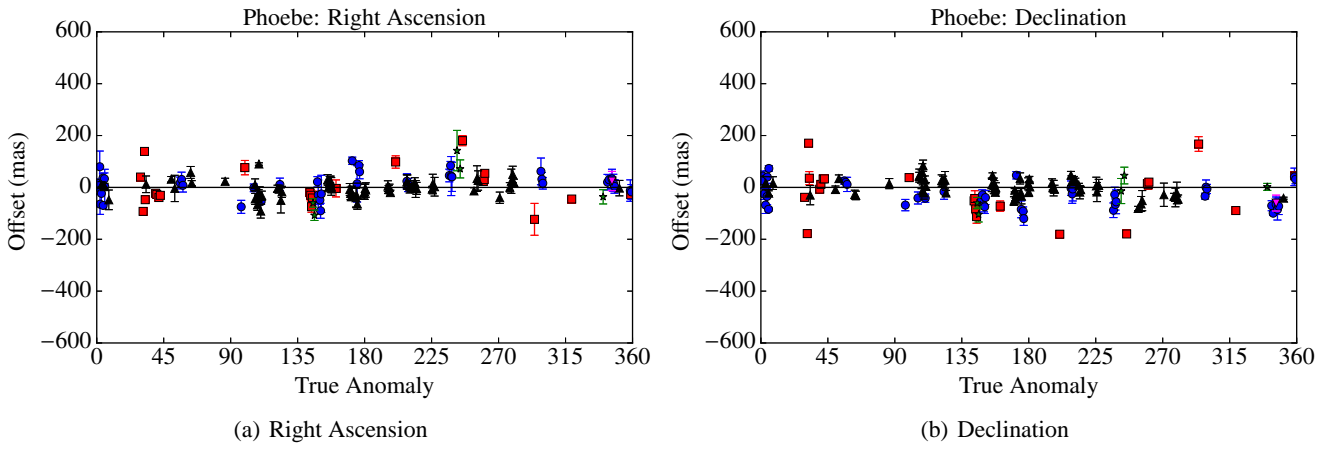 Phoebe: Right Ascension
600
400
200
0
−200
−400
−600
Offset (mas)
0 45 90 135 180 225 270 315 360
True Anomaly
(a) Right Ascension
Phoebe: Declination
600
400
200
0
−200
−400
−600
Offset (mas)
0 45 90 135 180 225 270 315 360
True Anomaly
(b) Declination